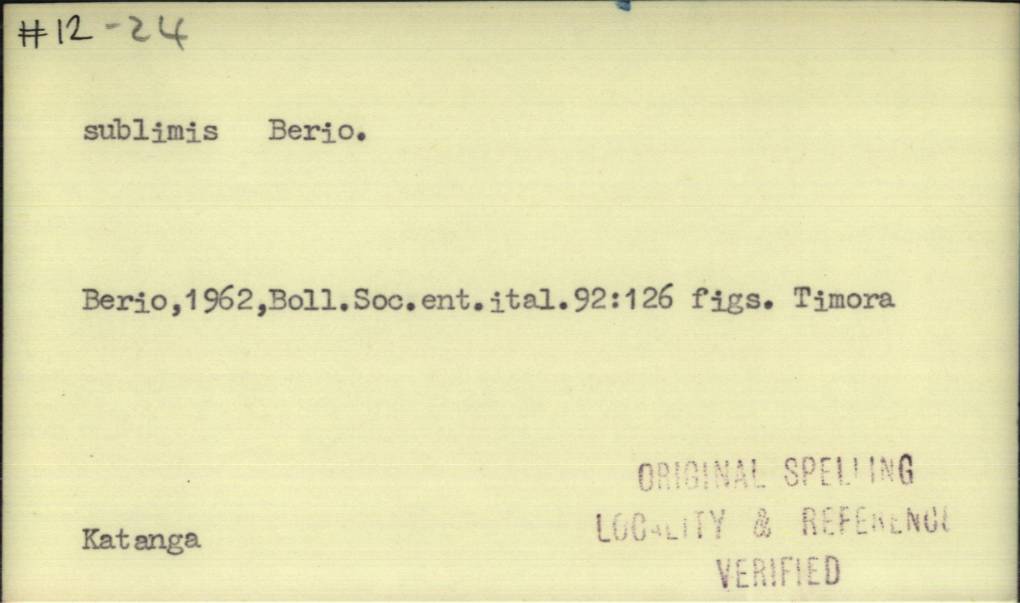 #12-24
sublimis Berio.
Berio,1962,Boll.Soc.ent.ital.92:126 figs. Timora
Katanga
ORIGINAL SPELLING
LOCALITY & REFERENCE
VERIFIED